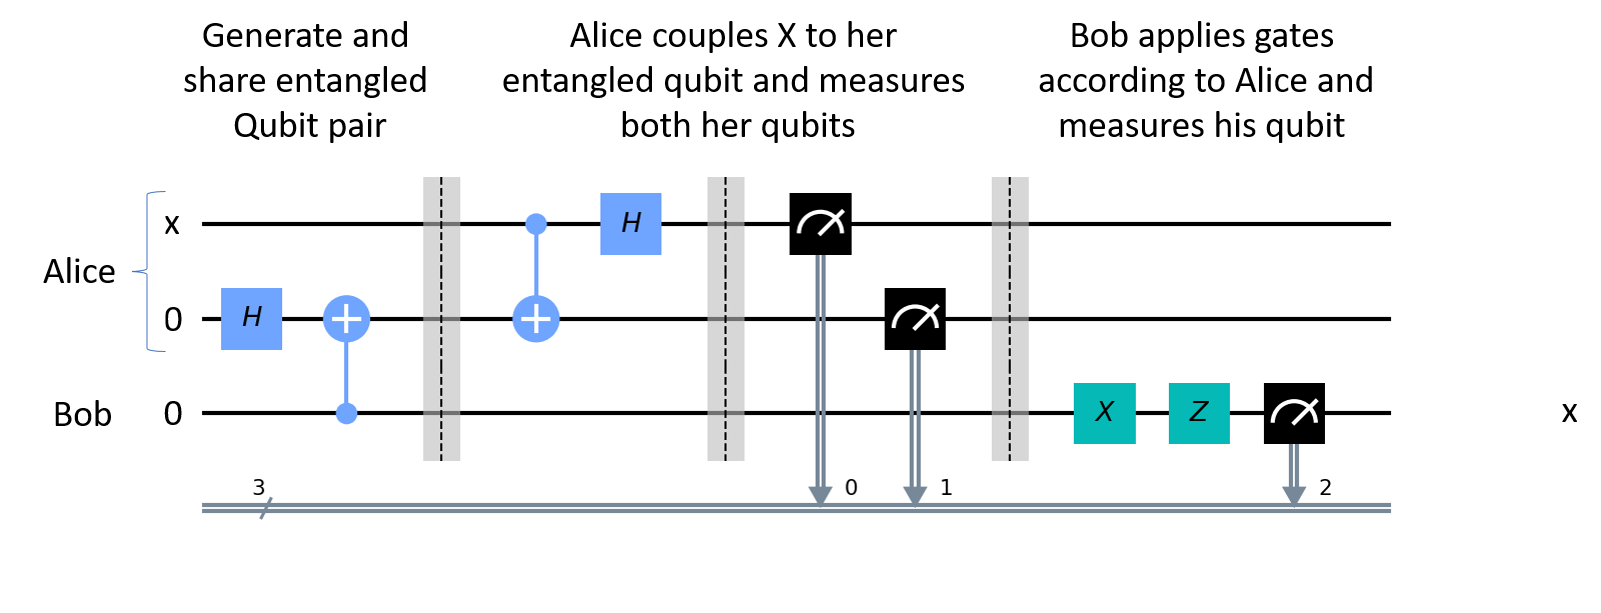 Generate and
share entangled
Qubit pair
Alice couples X to her
entangled qubit and measures
both her qubits
Bob applies gates
according to Alice and
measures his qubit
x
H
Alice
0
H
Bob
0
X
Z
x
3
0
1
2